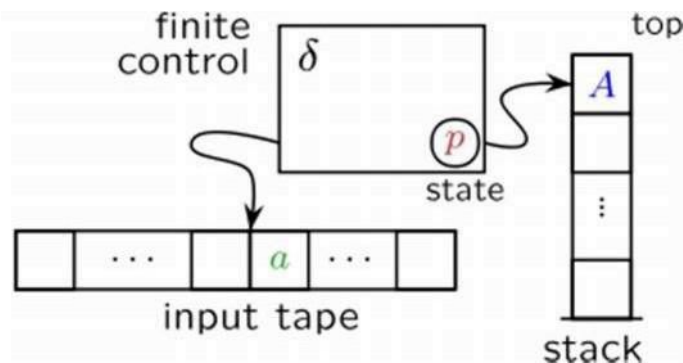 finite
control
δ
top
A
p
state
⋯ a ⋯
⋮
input tape
stack